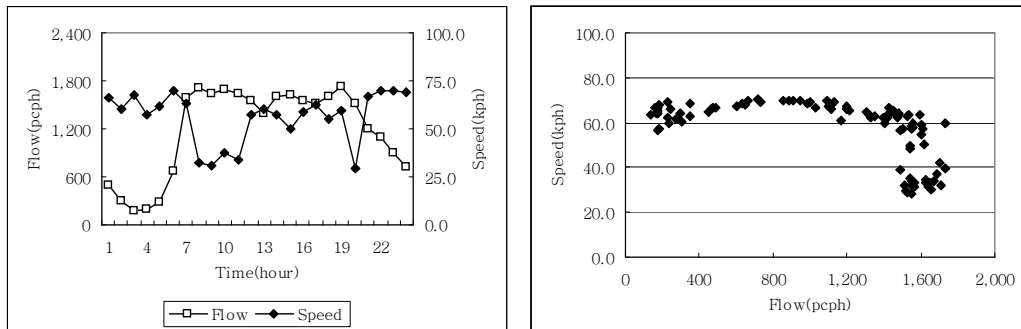 2,400
1,800
1,200
600
0
Flow(pcph)
100.0
75.0
50.0
25.0
0.0
Speed(kph)
1 4 7 10 13 16 19 22
Time(hour)
Flow Speed
100.0
80.0
60.0
40.0
20.0
0.0
Speed(kph)
0 400 800 1,200 1,600 2,000
Flow(pcph)